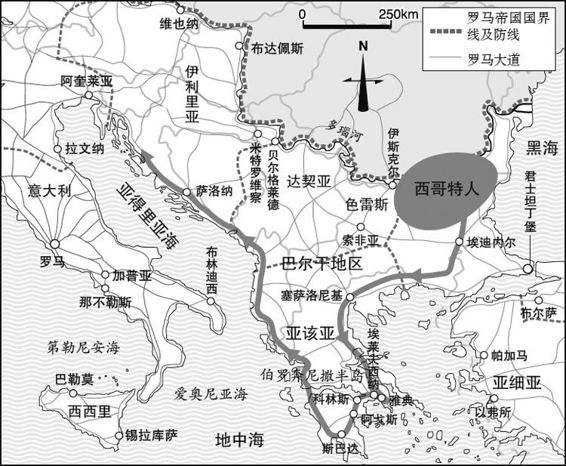 0
250km
N
罗马帝国国界
线及防线
罗马大道
维也纳
布达佩斯
阿奎莱亚
伊利里亚
多瑙河
伊斯克尔
黑海
拉文纳
米特罗维察
贝尔格莱德
达契亚
西哥特人
君士坦丁堡
意大利
亚得里亚海
萨洛纳
色雷斯
索非亚
埃迪内尔
罗马
加普亚
布林迪西
巴尔干地区
那不勒斯
塞萨洛尼基
布尔萨
第勒尼安海
亚该亚
埃莱夫西纳
帕加马
巴勒莫
爱奥尼亚海
伯罗奔尼撒半岛
亚细亚
西西里
科林斯
雅典
以弗所
阿戈斯
锡拉库萨
地中海
斯巴达